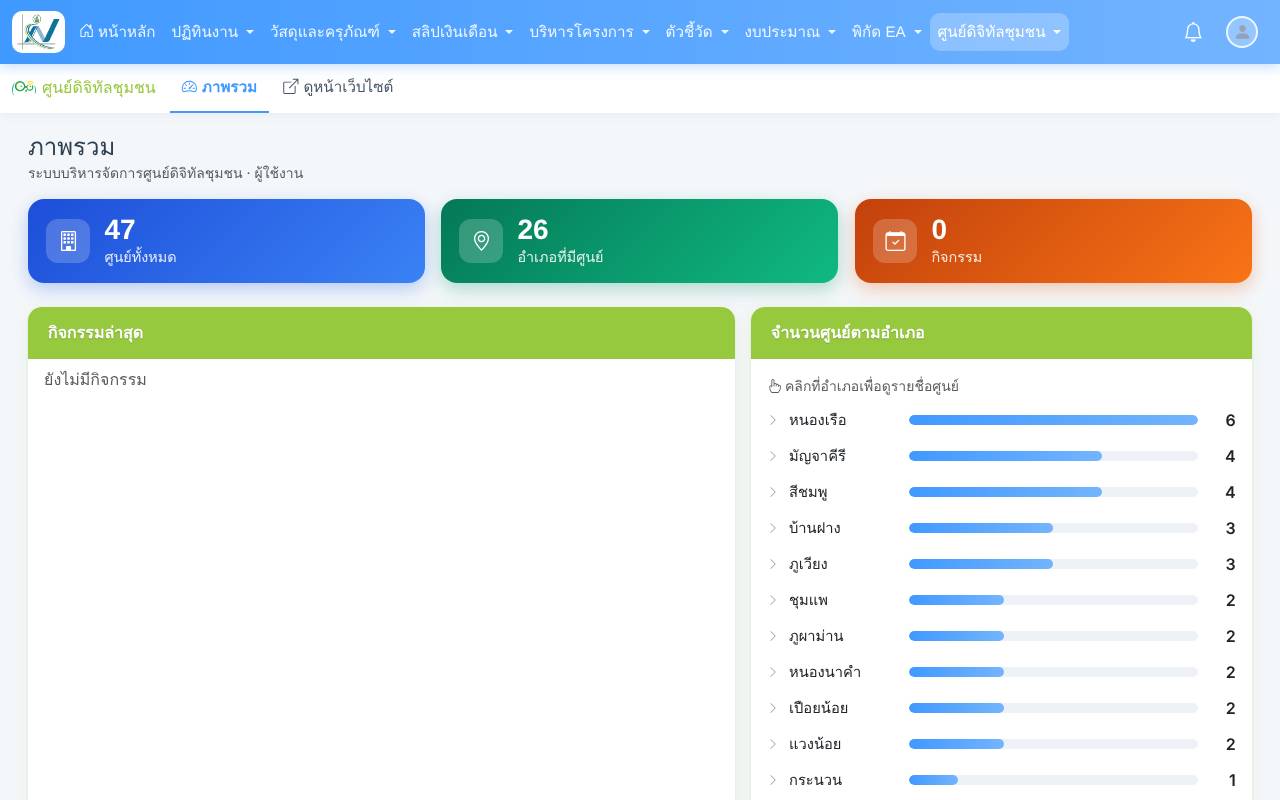 หน้าหลัก ปฏิทินงาน วัสดุและครุภัณฑ์ สลิปเงินเดือน บริหารโครงการ ตัวชี้วัด งบประมาณ พิกัด EA ศูนย์ดิจิทัลชุมชน
ศูนย์ดิจิทัลชุมชน ภาพรวม ดูหน้าเว็บไซต์
ภาพรวม
ระบบบริหารจัดการศูนย์ดิจิทัลชุมชน · ผู้ใช้งาน
47
ศูนย์ทั้งหมด
26
อำเภอที่มีศูนย์
0
กิจกรรม
กิจกรรมล่าสุด
ยังไม่มีกิจกรรม
จำนวนศูนย์ตามอำเภอ
คลิกที่อำเภอเพื่อดูรายชื่อศูนย์
หนองเรือ 6
มัญจาคีรี 4
สีชมพู 4
บ้านฝาง 3
ภูเวียง 3
ชุมแพ 2
ภูผาม่าน 2
หนองนาคำ 2
เปือยน้อย 2
แวงน้อย 2
กระนวน 1